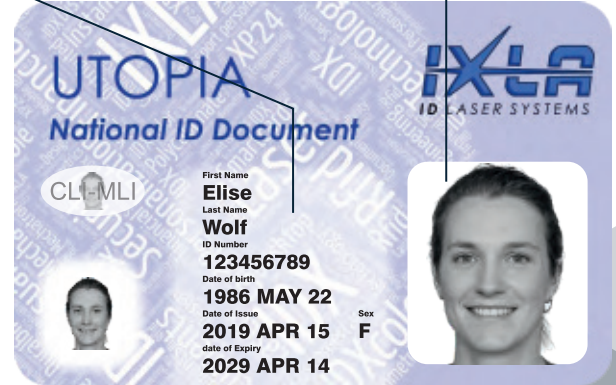 UTOPIA
National ID Document
IXLA
ID LASER SYSTEMS
CLI-MLI
First Name
Elise
Last Name
Wolf
ID Number
123456789
Date of birth
1986 MAY 22
Date of Issue Sex
2019 APR 15 F
date of Expiry
2029 APR 14